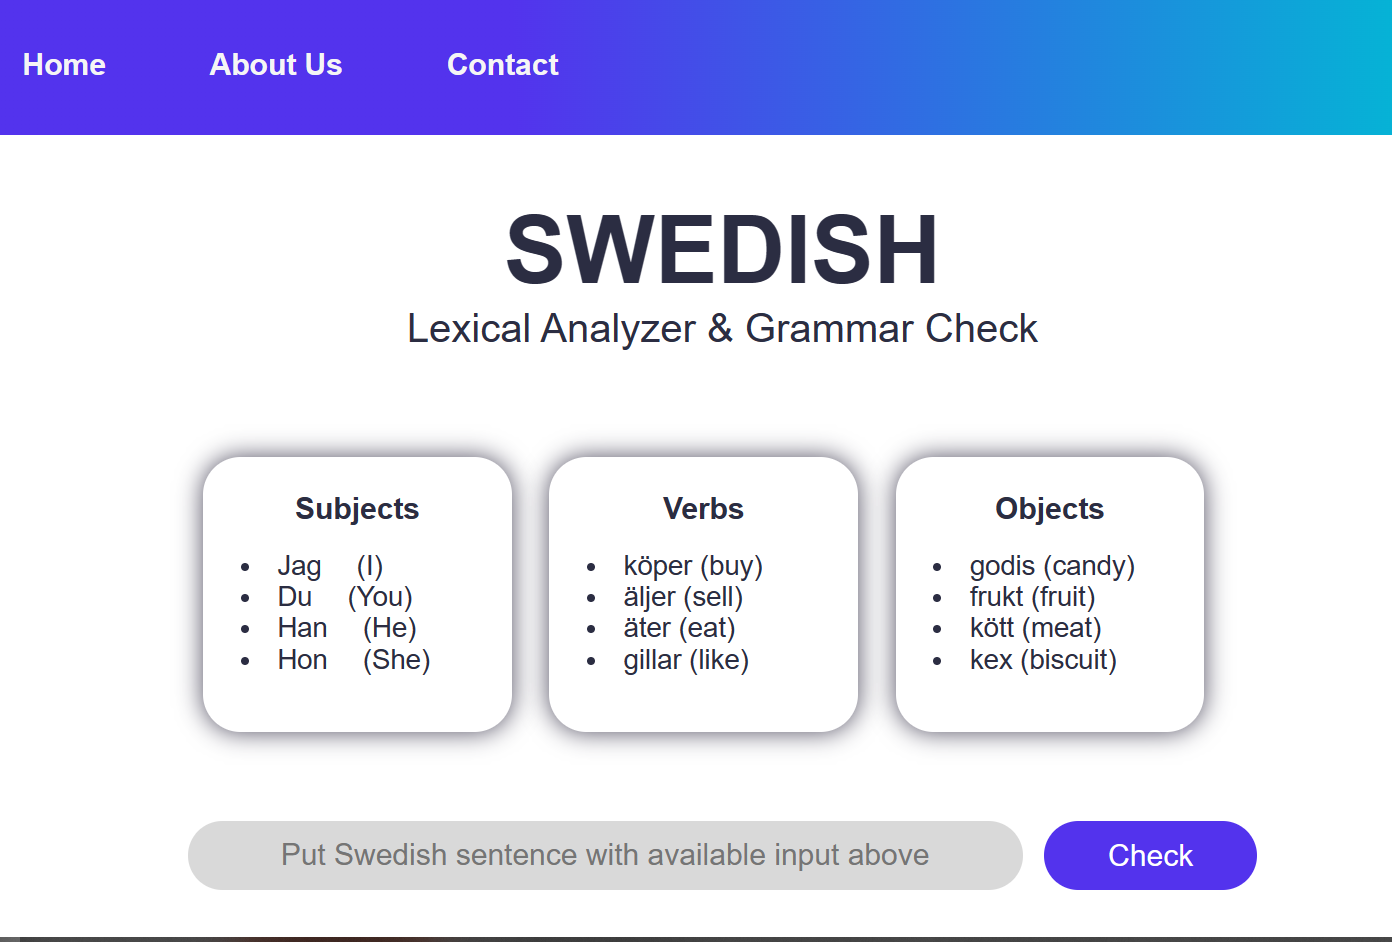 Home About Us Contact
SWEDISH
Lexical Analyzer & Grammar Check
Subjects
• Jag (I)
• Du (You)
• Han (He)
• Hon (She)
Verbs
• köper (buy)
• äljer (sell)
• äter (eat)
• gillar (like)
Objects
• godis (candy)
• frukt (fruit)
• kött (meat)
• kex (biscuit)
Put Swedish sentence with available input above
Check